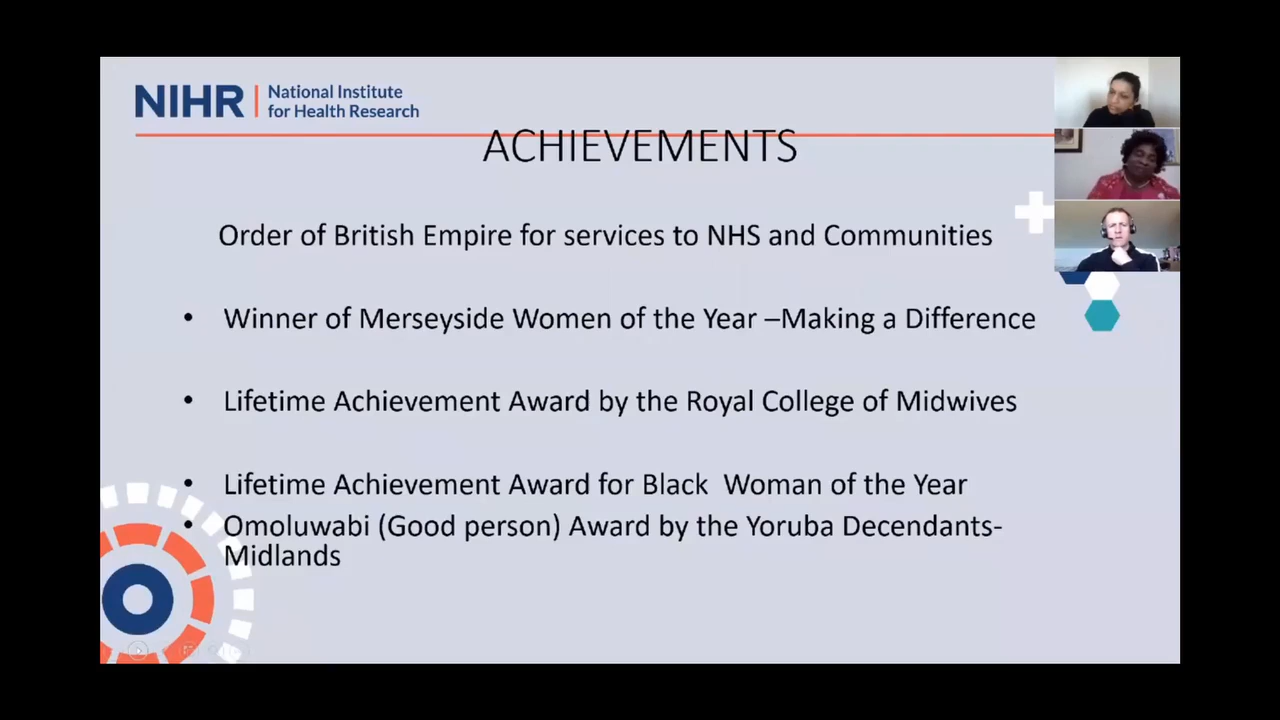 NIHR | National Institute
for Health Research
ACHIEVEMENTS
Order of British Empire for services to NHS and Communities
• Winner of Merseyside Women of the Year –Making a Difference
• Lifetime Achievement Award by the Royal College of Midwives
• Lifetime Achievement Award for Black  Woman of the Year
• Omoluwabi (Good person) Award by the Yoruba Decendants-
Midlands